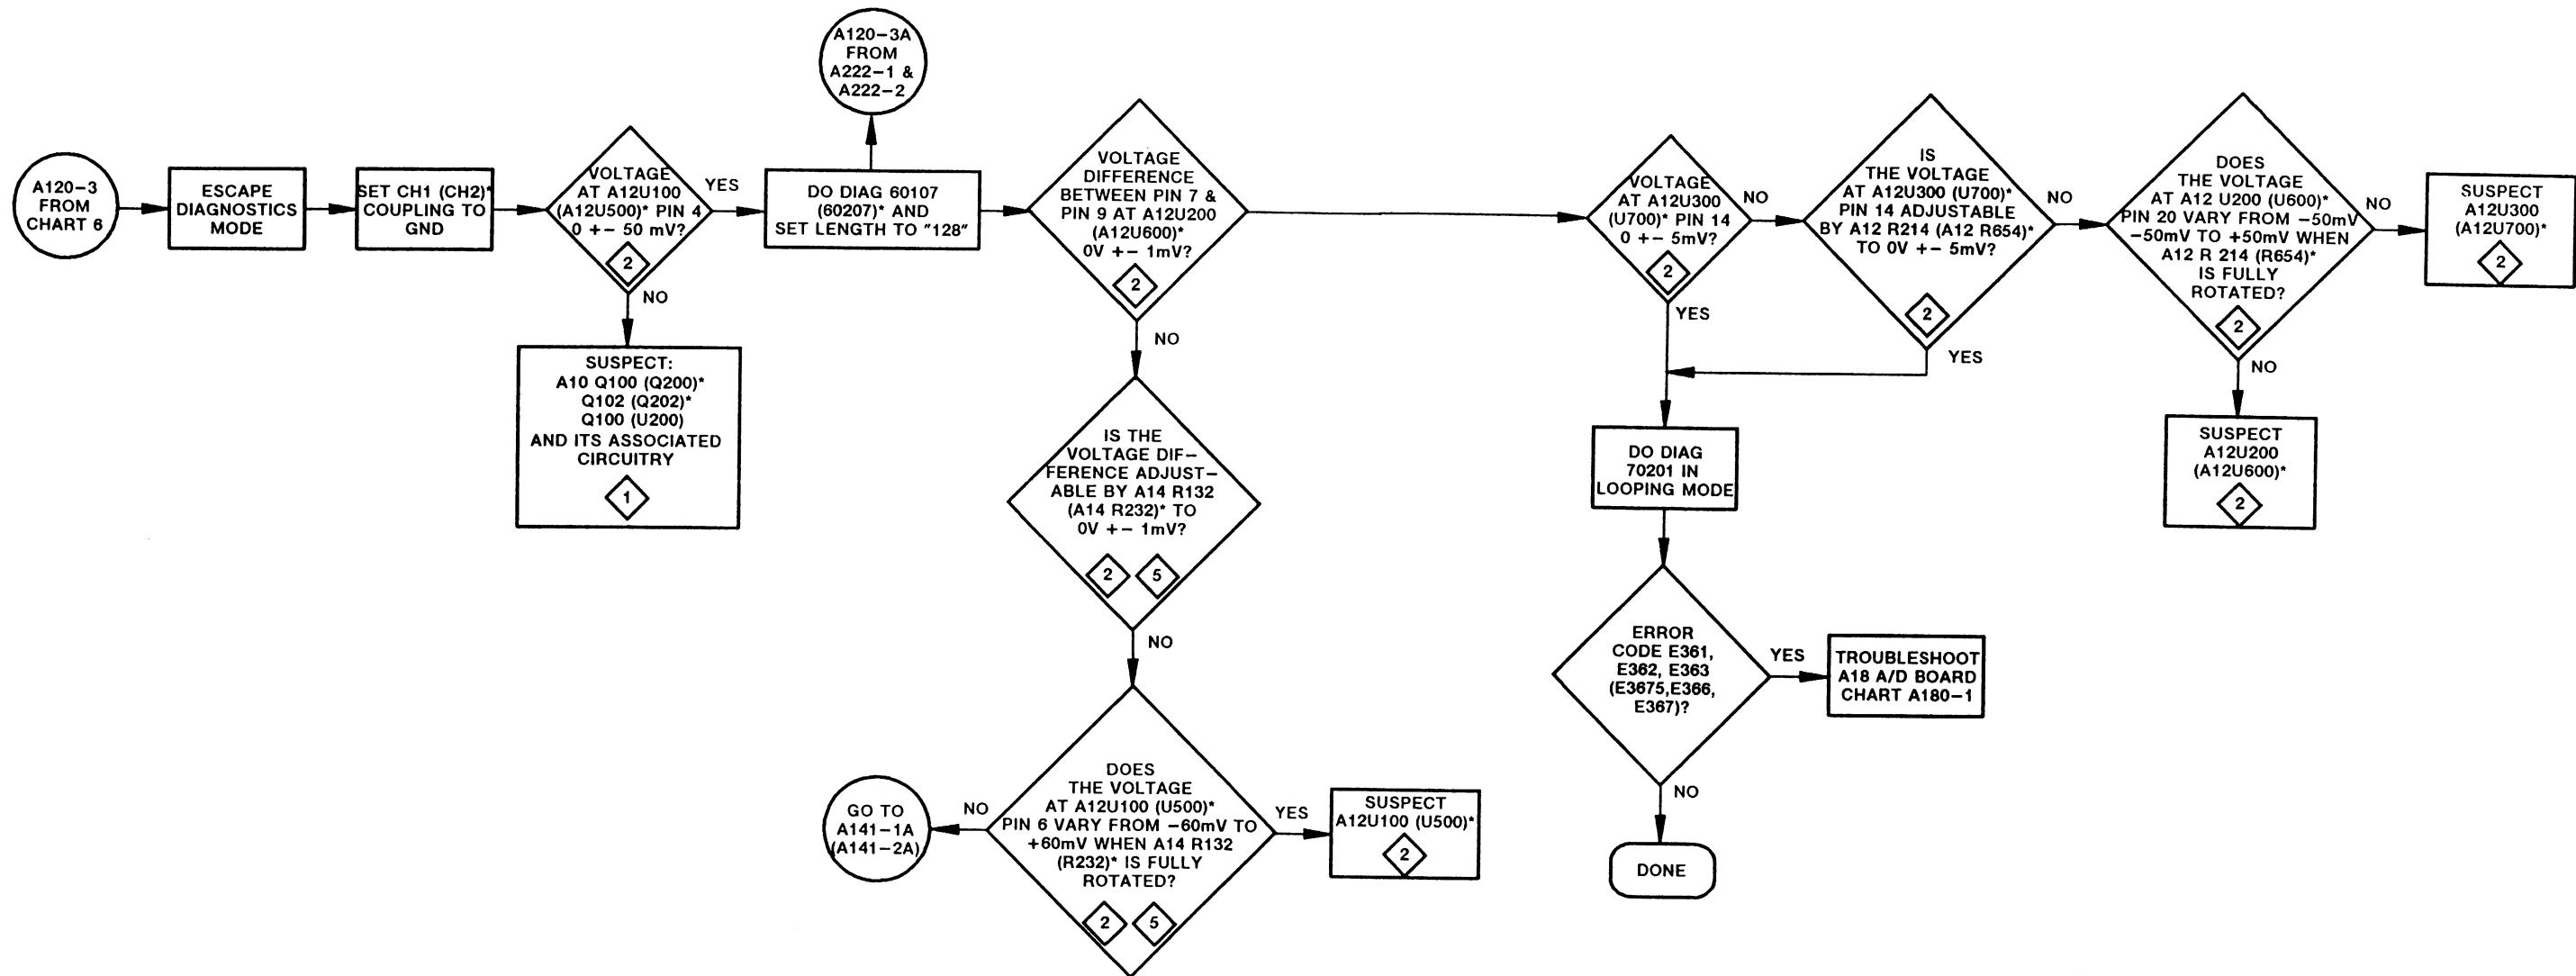 A120-3
FROM
CHART 6
ESCAPE
DIAGNOSTICS
MODE
SET CH1 (CH2)*
COUPLING TO
GND
VOLTAGE
AT A12U100
(A12U500)* PIN 4
0 +- 50 mV?
2
YES
NO
SUSPECT:
A10 Q100 (Q200)*
Q102 (Q202)*
Q100 (U200)
AND ITS ASSOCIATED
CIRCUITRY
1
A120-3A
FROM
A222-1 &
A222-2
DO DIAG 60107
(60207)* AND
SET LENGTH TO "128"
VOLTAGE
DIFFERENCE
BETWEEN PIN 7 &
PIN 9 AT A12U200
(A12U600)*
0V +- 1mV?
2
NO
IS THE
VOLTAGE DIF-
FERENCE ADJUST-
ABLE BY A14 R132
(A14 R232)* TO
0V +- 1mV?
2
5
NO
DOES
THE VOLTAGE
AT A12U100 (U500)*
PIN 6 VARY FROM -60mV TO
+60mV WHEN A14 R132
(R232)* IS FULLY
ROTATED?
2
5
NO
GO TO
A141-1A
(A141-2A)
YES
SUSPECT
A12U100 (U500)*
2
VOLTAGE
AT A12U300
(U700)* PIN 14
0 +- 5mV?
2
NO
YES
IS
THE VOLTAGE
AT A12U300 (U700)*
PIN 14 ADJUSTABLE
BY A12 R214 (A12 R654)*
TO 0V +- 5mV?
2
NO
YES
DO DIAG
70201 IN
LOOPING MODE
ERROR
CODE E361,
E362, E363
(E3675,E366,
E367)?
YES
TROUBLESHOOT
A18 A/D BOARD
CHART A180-1
NO
DONE
DOES
THE VOLTAGE
AT A12 U200 (U600)*
PIN 20 VARY FROM -50mV
-50mV TO +50mV WHEN
A12 R 214 (R654)*
IS FULLY
ROTATED?
2
NO
SUSPECT
A12U300
(A12U700)*
2
NO
SUSPECT
A12U200
(A12U600)*
2